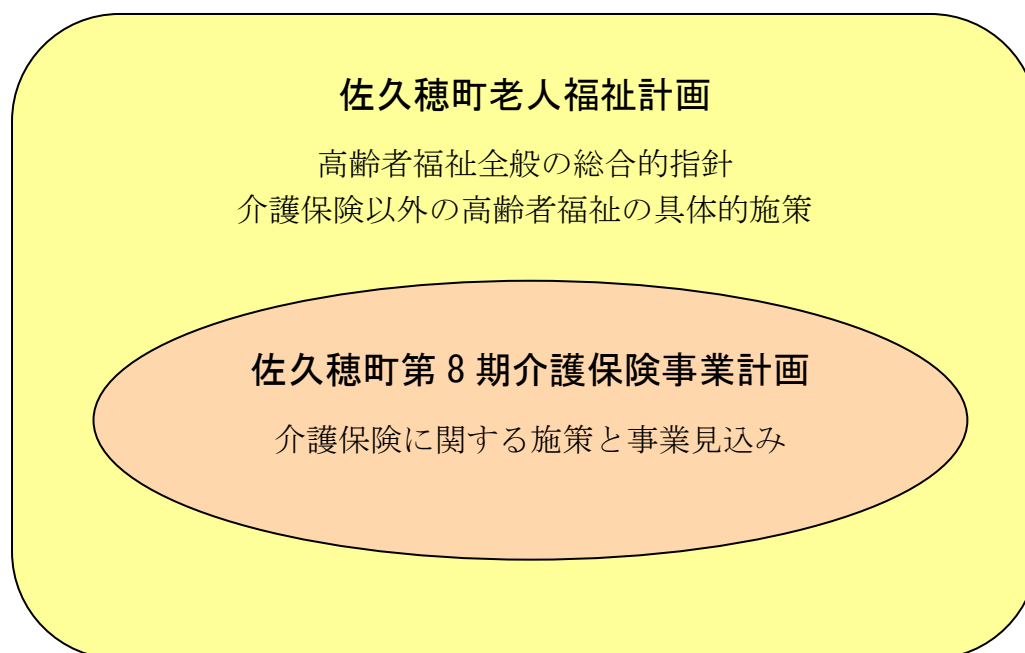 佐久穂町老人福祉計画
高齢者福祉全般の総合的指針
介護保険以外の高齢者福祉の具体的施策
佐久穂町第８期介護保険事業計画
介護保険に関する施策と事業見込み